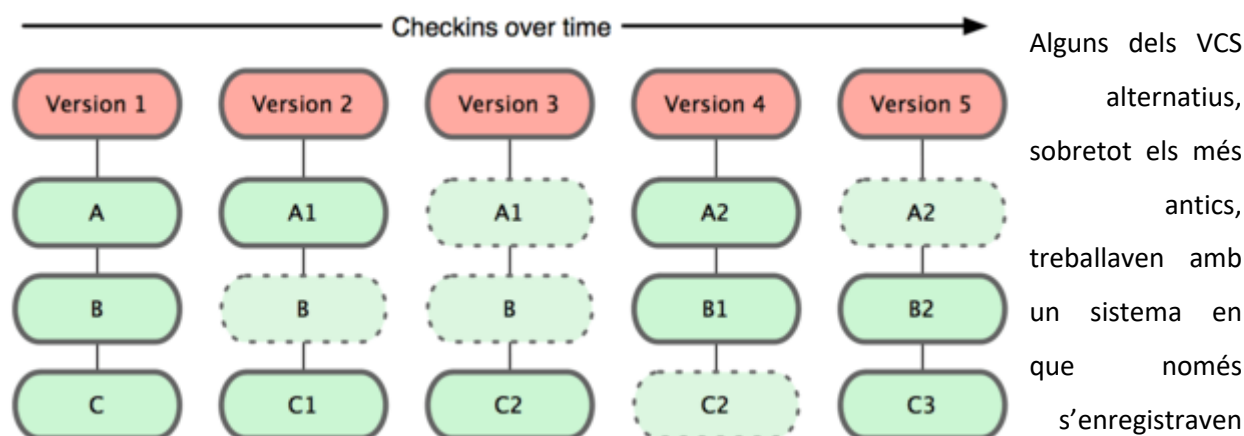 Checkins over time
Version 1 Version 2 Version 3 Version 4 Version 5
A A1 A1 A2 A2
B B B B1 B2
C C1 C2 C2 C3
Alguns dels VCS
alternatius,
sobretot els més
antics,
treballaven amb
un sistema en
que només
s’enregistraven